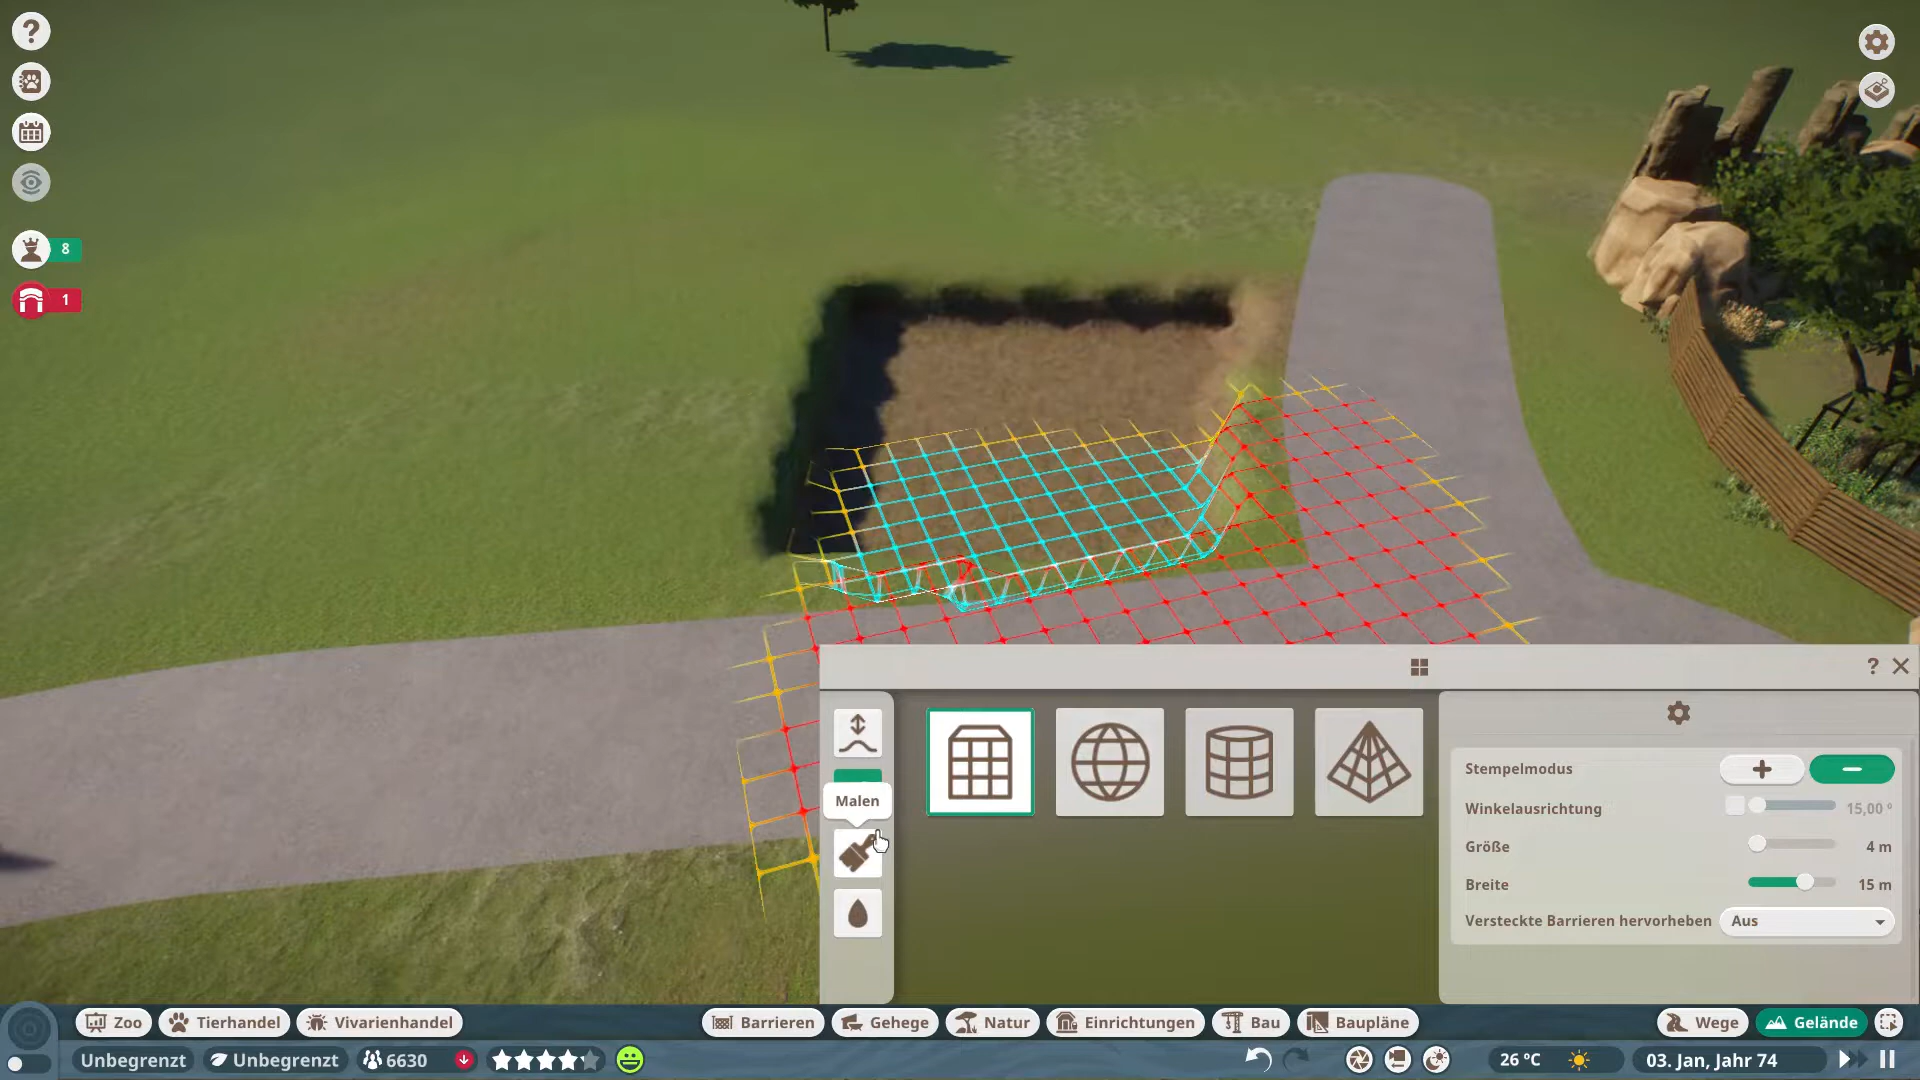 ?
8
1
?
Malen
Stempelmodus
Winkelausrichtung
15,00 °
Größe
4 m
Breite
15 m
Versteckte Barrieren hervorheben
Aus
Zoo
Tierhandel
Vivarienhandel
Barrieren
Gehege
Natur
Einrichtungen
Bau
Baupläne
Wege
Gelände
Unbegrenzt
Unbegrenzt
6630
26 °C
03. Jan, Jahr 74